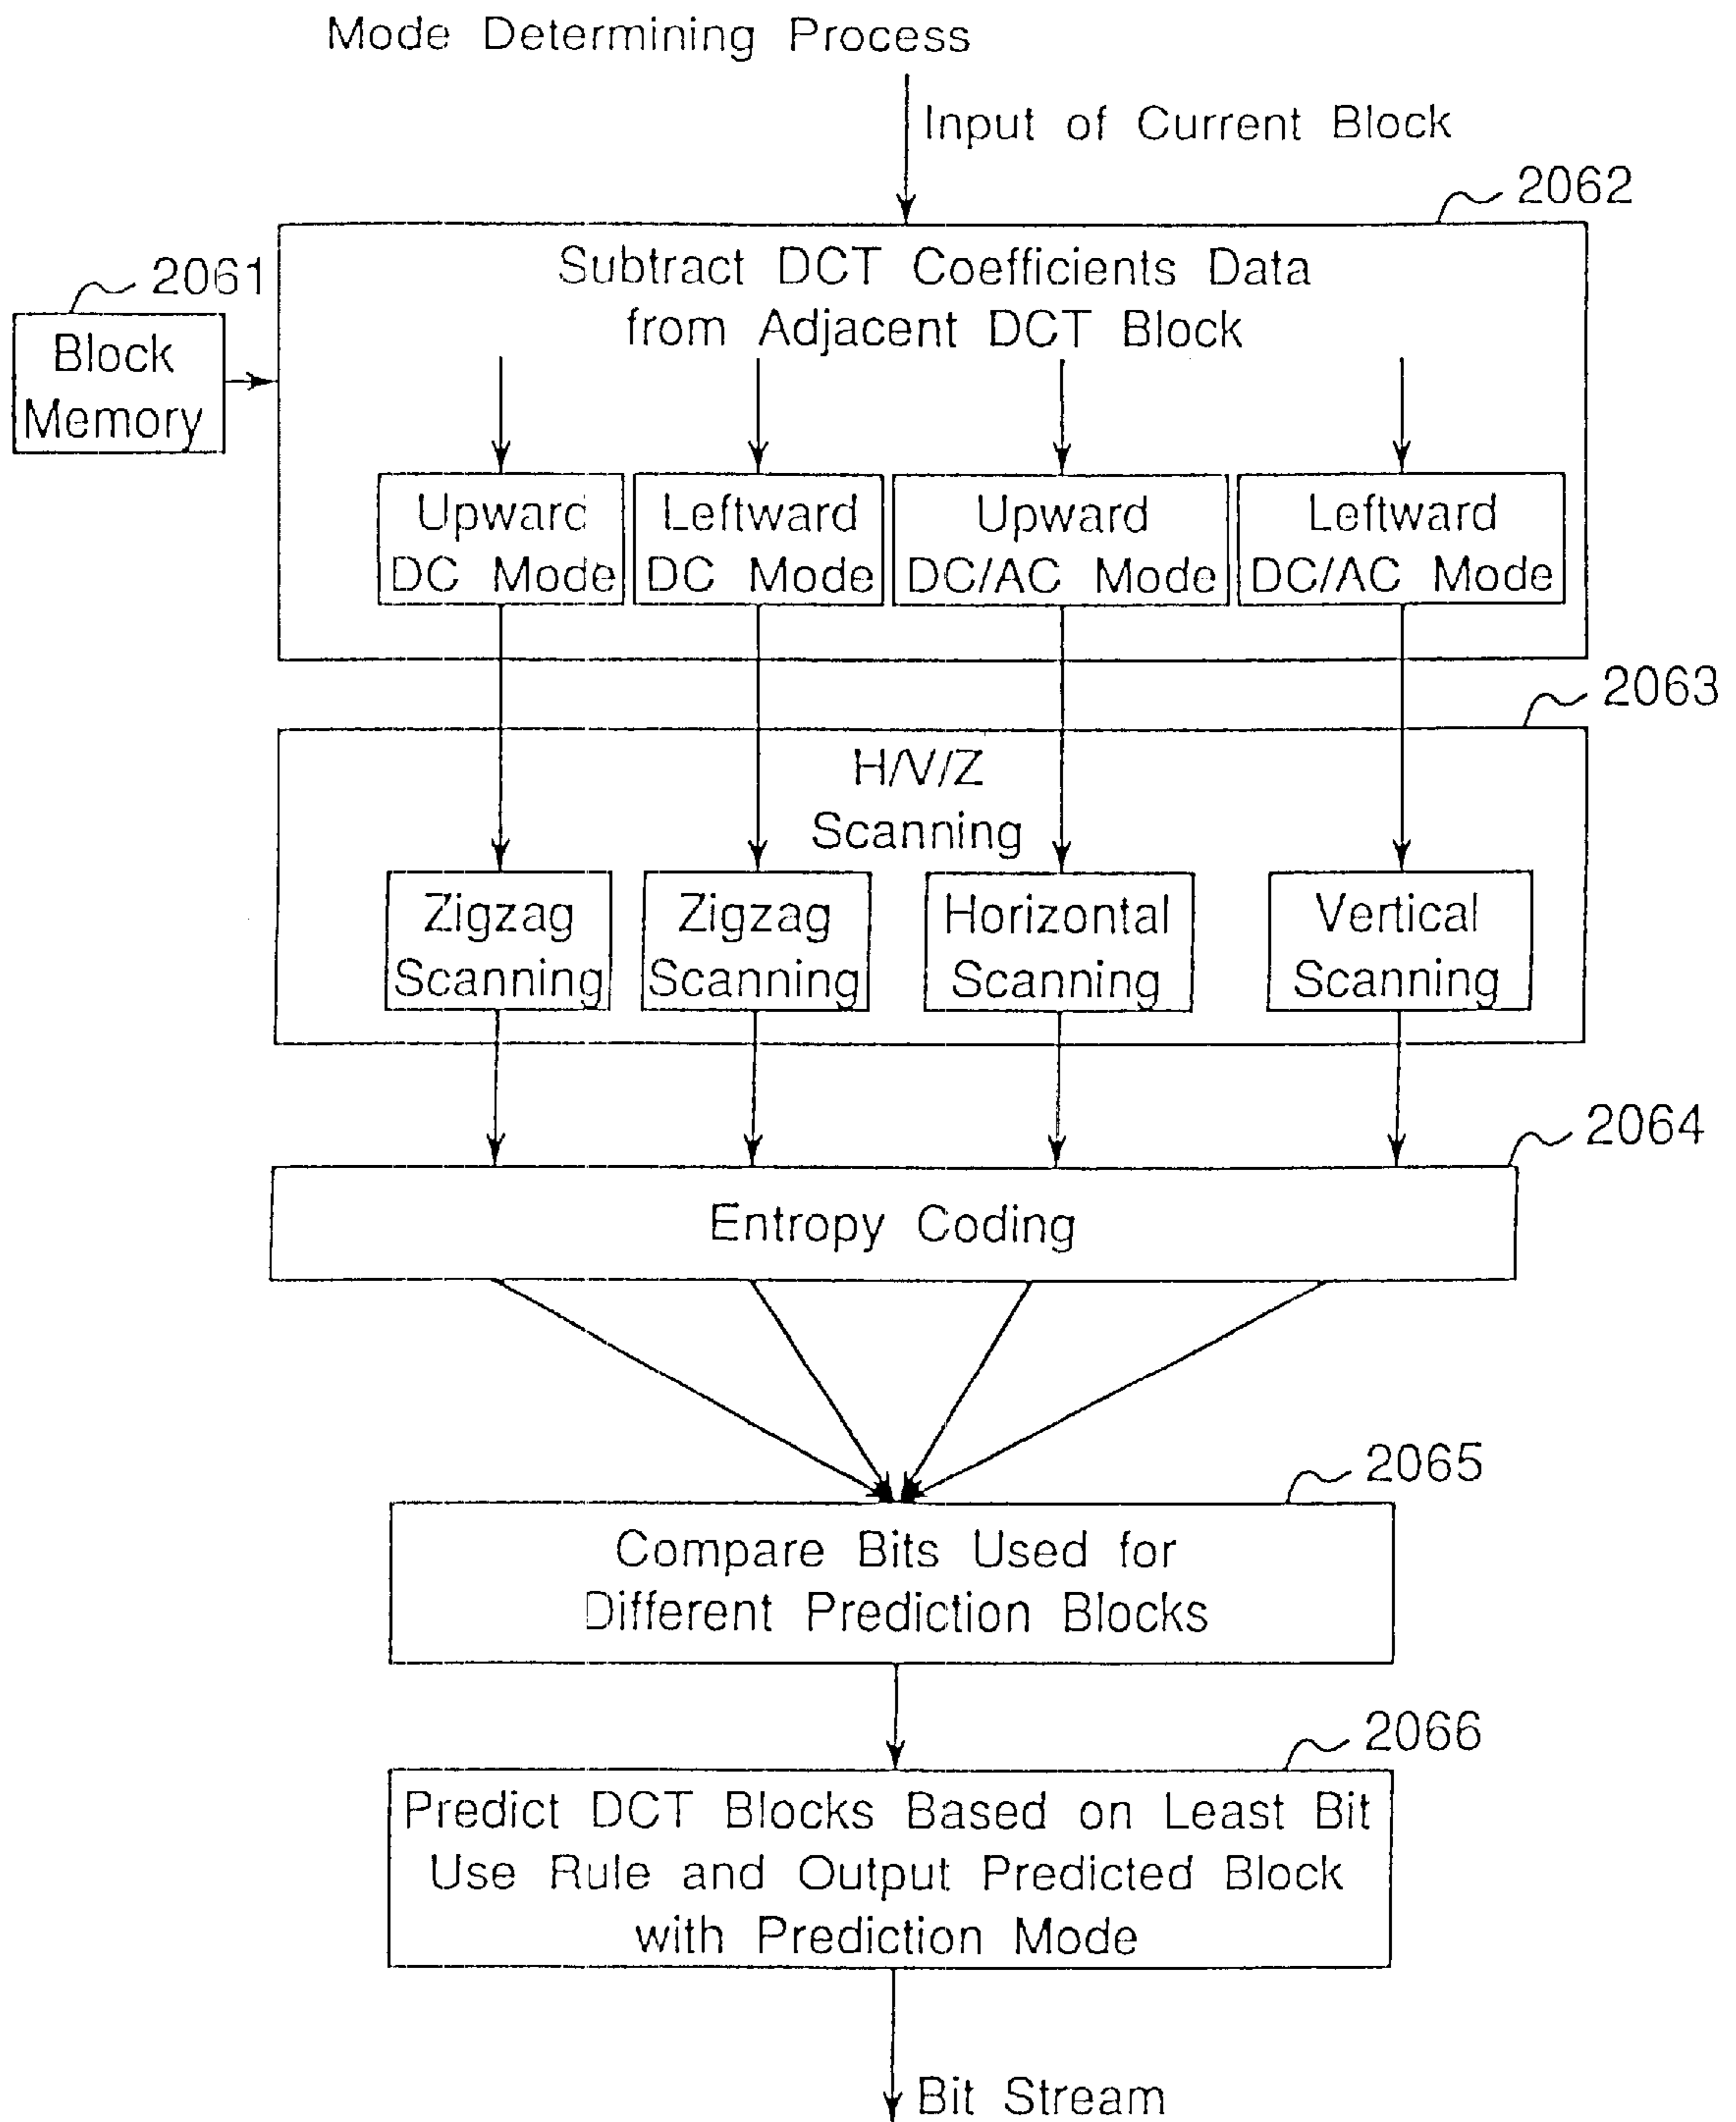 Mode Determining Process
Input of Current Block
2062
Subtract DCT Coefficients Data
from Adjacent DCT Block
2061
Block
Memory
Upward
DC Mode
Leftward
DC Mode
Upward
DC/AC Mode
Leftward
DC/AC Mode
2063
H/V/Z
Scanning
Zigzag
Scanning
Zigzag
Scanning
Horizontal
Scanning
Vertical
Scanning
2064
Entropy Coding
2065
Compare Bits Used for
Different Prediction Blocks
2066
Predict DCT Blocks Based on Least Bit
Use Rule and Output Predicted Block
with Prediction Mode
Bit Stream